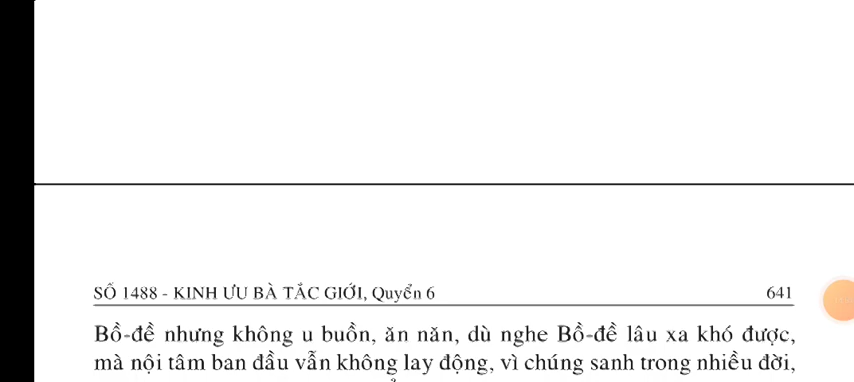 SỐ 1488 - KINH ƯU BÀ TẮC GIỚI, Quyển 6 641
Bồ-đề nhưng không u buồn, ăn năn, dù nghe Bồ-đề lâu xa khó được,
mà nội tâm ban đầu vẫn không lay động, vì chúng sanh trong nhiều đời,